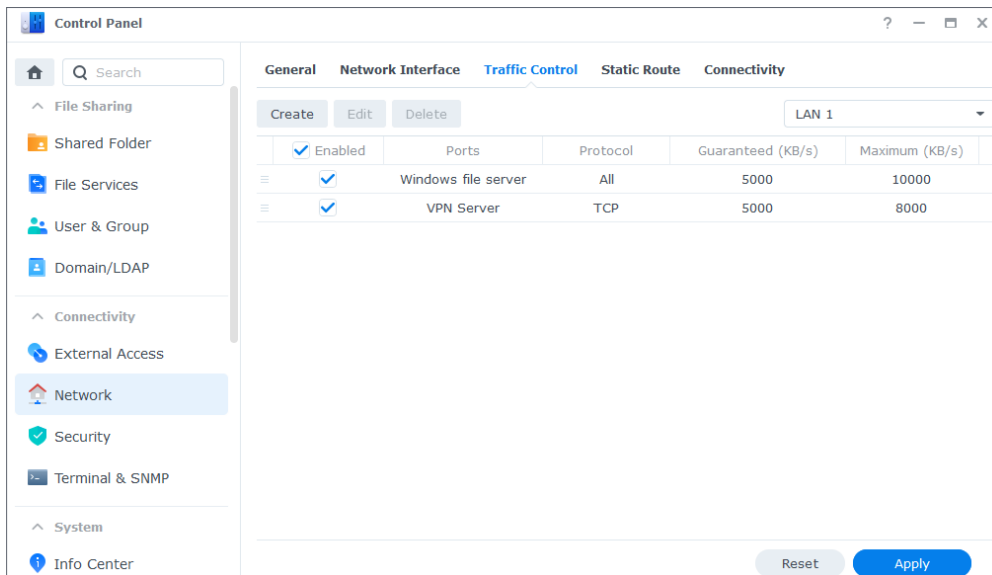 Control Panel
?
Search
File Sharing
Shared Folder
File Services
User & Group
Domain/LDAP
Connectivity
External Access
Network
Security
Terminal & SNMP
System
Info Center
General Network Interface Traffic Control Static Route Connectivity
Create Edit Delete LAN 1
Enabled Ports Protocol Guaranteed (KB/s) Maximum (KB/s)
Windows file server All 5000 10000
VPN Server TCP 5000 8000
Reset Apply